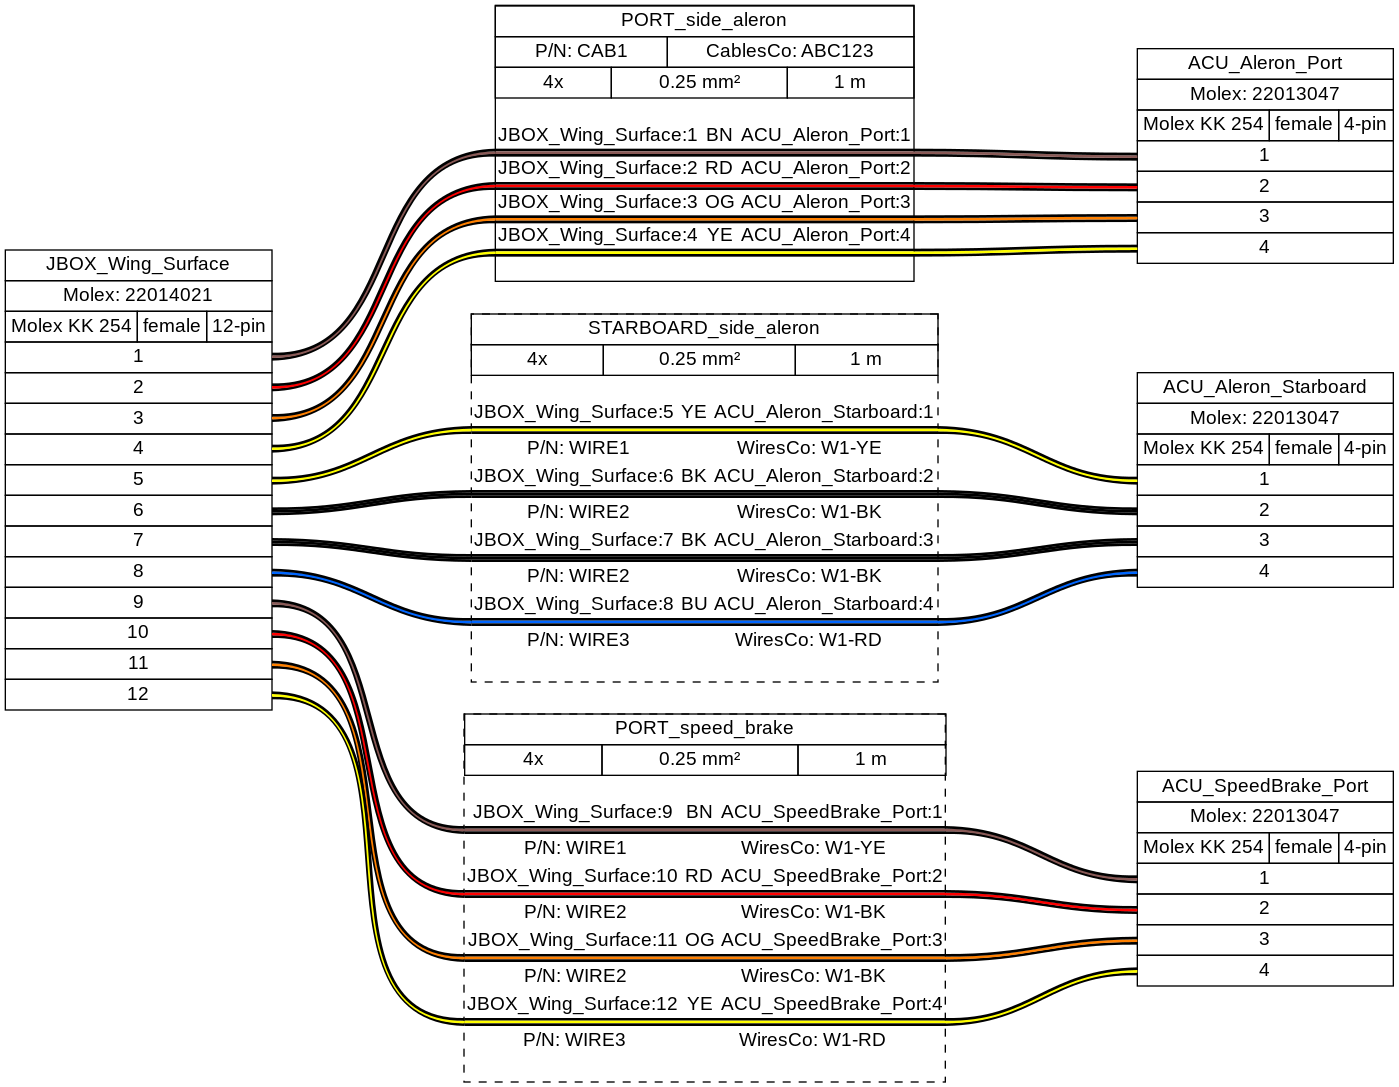 PORT_side_aleron
P/N: CAB1 CablesCo: ABC123
4x 0.25 mm² 1 m
JBOX_Wing_Surface:1 BN ACU_Aleron_Port:1
JBOX_Wing_Surface:2 RD ACU_Aleron_Port:2
JBOX_Wing_Surface:3 OG ACU_Aleron_Port:3
JBOX_Wing_Surface:4 YE ACU_Aleron_Port:4
ACU_Aleron_Port
Molex: 22013047
Molex KK 254 female 4-pin
1
2
3
4
JBOX_Wing_Surface
Molex: 22014021
Molex KK 254 female 12-pin
1
2
3
4
5
6
7
8
9
10
11
12
STARBOARD_side_aleron
4x 0.25 mm² 1 m
JBOX_Wing_Surface:5 YE ACU_Aleron_Starboard:1
P/N: WIRE1 WiresCo: W1-YE
JBOX_Wing_Surface:6 BK ACU_Aleron_Starboard:2
P/N: WIRE2 WiresCo: W1-BK
JBOX_Wing_Surface:7 BK ACU_Aleron_Starboard:3
P/N: WIRE2 WiresCo: W1-BK
JBOX_Wing_Surface:8 BU ACU_Aleron_Starboard:4
P/N: WIRE3 WiresCo: W1-RD
ACU_Aleron_Starboard
Molex: 22013047
Molex KK 254 female 4-pin
1
2
3
4
PORT_speed_brake
4x 0.25 mm² 1 m
JBOX_Wing_Surface:9 BN ACU_SpeedBrake_Port:1
P/N: WIRE1 WiresCo: W1-YE
JBOX_Wing_Surface:10 RD ACU_SpeedBrake_Port:2
P/N: WIRE2 WiresCo: W1-BK
JBOX_Wing_Surface:11 OG ACU_SpeedBrake_Port:3
P/N: WIRE2 WiresCo: W1-BK
JBOX_Wing_Surface:12 YE ACU_SpeedBrake_Port:4
P/N: WIRE3 WiresCo: W1-RD
ACU_SpeedBrake_Port
Molex: 22013047
Molex KK 254 female 4-pin
1
2
3
4